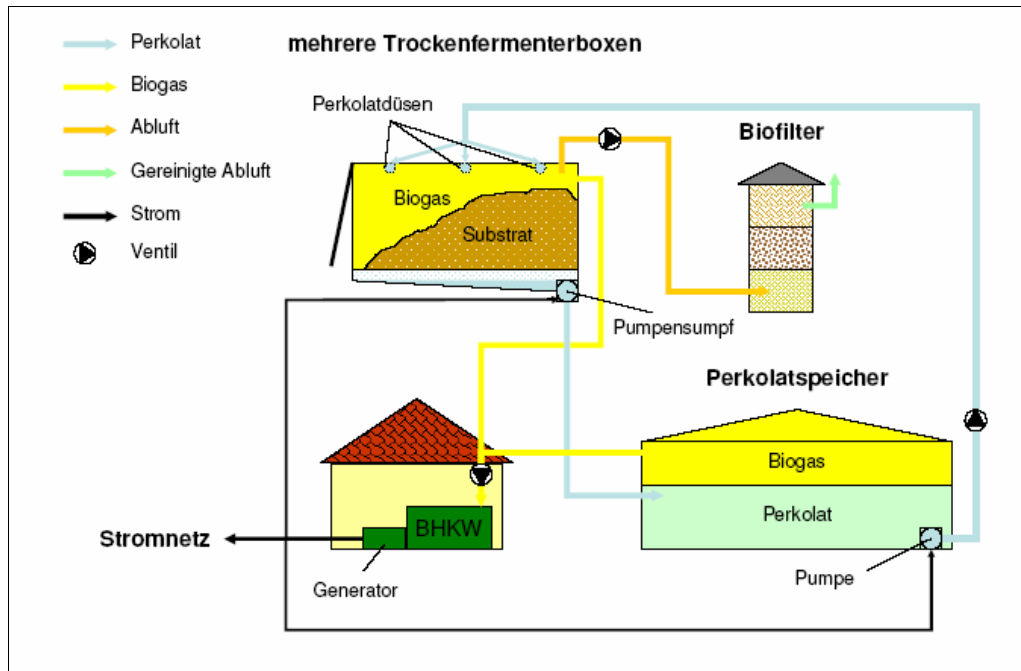 Perkolat
mehrere Trockenfermenterboxen
Biogas
Perkolatdüsen
Abluft
Biofilter
Gereinigte Abluft
Biogas
Strom
Substrat
Ventil
Pumpensumpf
Perkolatspeicher
Biogas
Perkolat
BHKW
Stromnetz
Generator
Pumpe